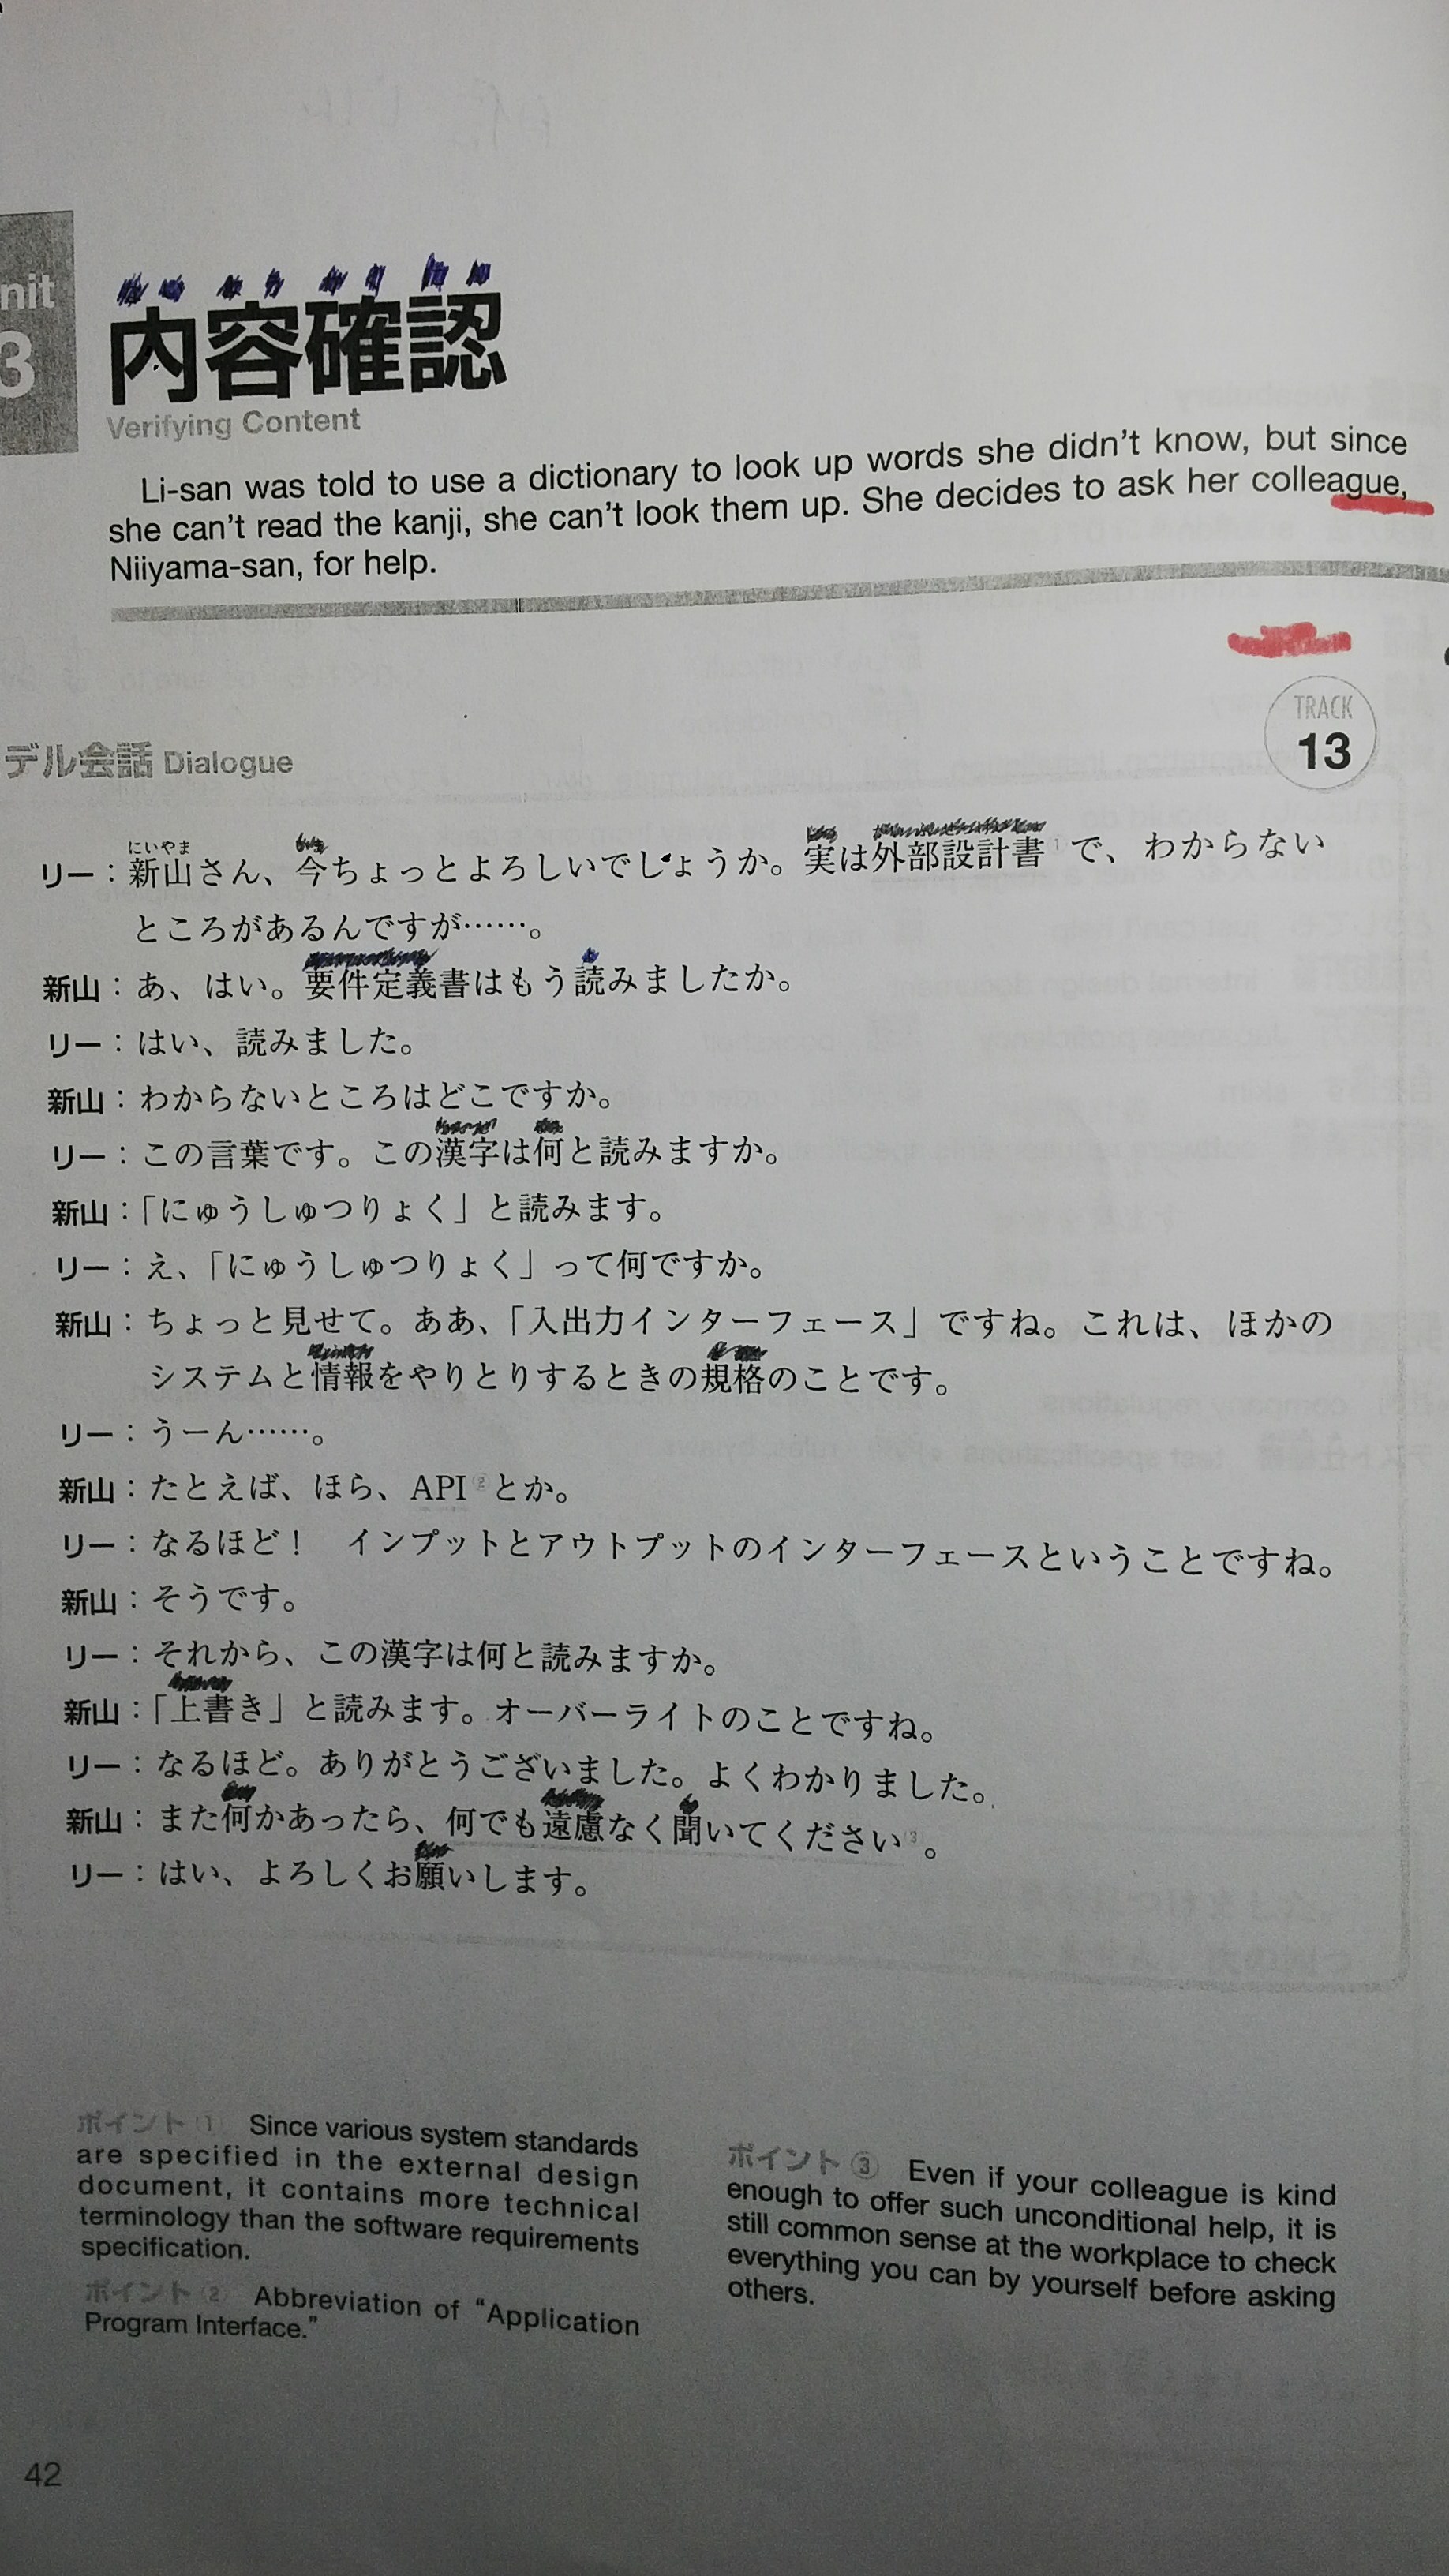 nit
3
内容確認
Verifying Content
Li-san was told to use a dictionary to look up words she didn't know, but since
she can't read the kanji, she can't look them up. She decides to ask her colleague,
Niiyama-san, for help.
デル会話 Dialogue
TRACK
13
にいやま
リー：新山さん、今ちょっとよろしいでしょうか。実は外部設計書1で、わからない
ところがあるんですが……。
新山：あ、はい。要件定義書はもう読みましたか。
リー：はい、読みました。
新山：わからないところはどこですか。
リー：この言葉です。この漢字は何と読みますか。
新山：「にゅうしゅつりょく」と読みます。
リー：え、「にゅうしゅつりょく」って何ですか。
新山：ちょっと見せて。ああ、「入出力インターフェース」ですね。これは、ほかの
システムと情報をやりとりするときの規格のことです。
リー：うーん……。
新山：たとえば、ほら、API②とか。
リー：なるほど！　インプットとアウトプットのインターフェースということですね。
新山：そうです。
リー：それから、この漢字は何と読みますか。
新山：「上書き」と読みます。オーバーライトのことですね。
リー：なるほど。ありがとうございました。よくわかりました。
新山：また何かあったら、何でも遠慮なく聞いてください3。
リー：はい、よろしくお願いします。
ポイント① Since various system standards
are specified in the external design
document, it contains more technical
terminology than the software requirements
specification.
ポイント② Abbreviation of "Application
Program Interface."
ポイント③ Even if your colleague is kind
enough to offer such unconditional help, it is
still common sense at the workplace to check
everything you can by yourself before asking
others.
42